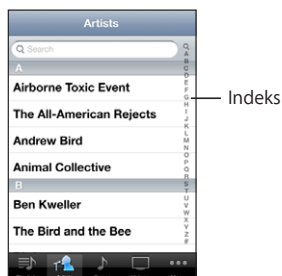 Artists
Search
A
Airborne Toxic Event
The All-American Rejects
Andrew Bird
Animal Collective
B
Ben Kweller
The Bird and the Bee
A
B
C
D
E
F
G
H
I
J
K
L
M
N
O
P
Q
R
S
T
U
V
W
X
Y
Z
#
Indeks